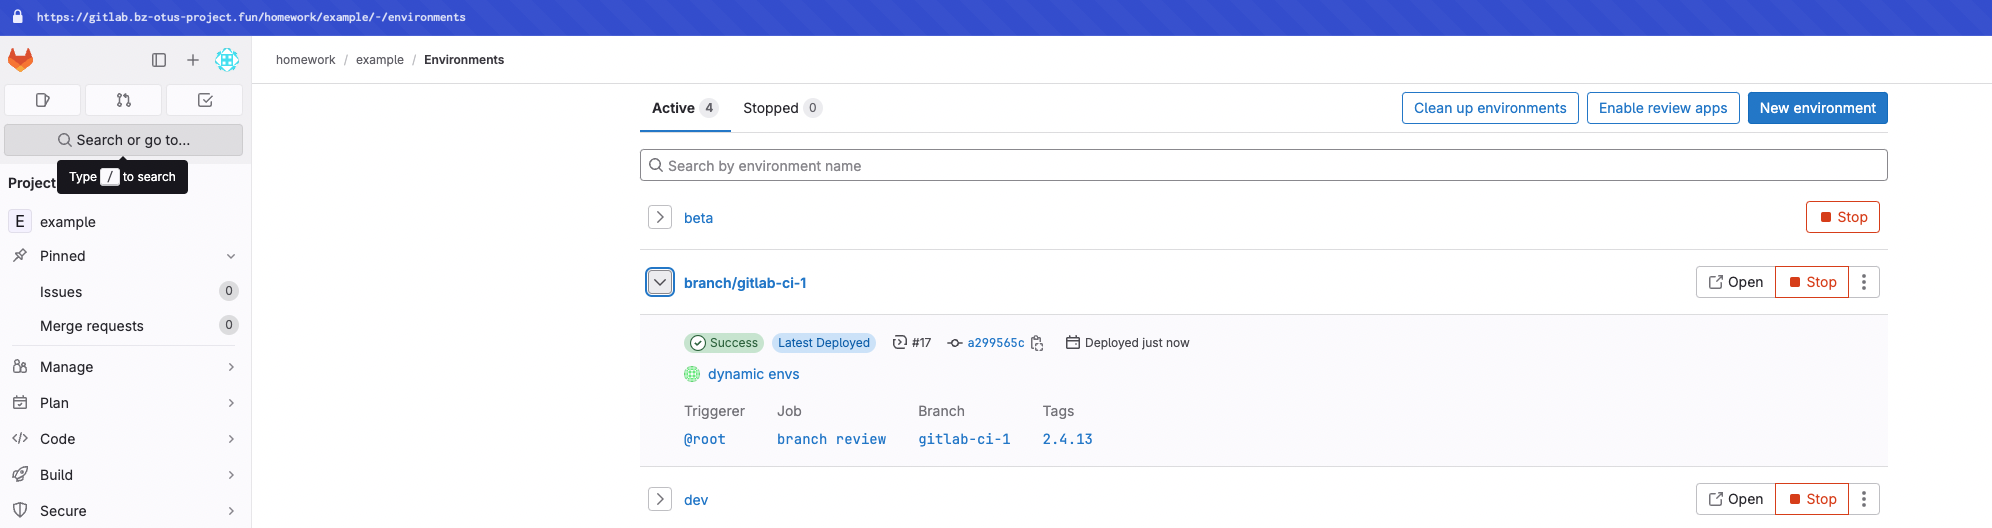 https://gitlab.bz-otus-project.fun/homework/example/-/environments
homework / example / Environments
Search or go to...
Type / to search
Project
E example
Pinned
Issues 0
Merge requests 0
Manage
Plan
Code
Build
Secure
Active 4 Stopped 0
Clean up environments Enable review apps New environment
Search by environment name
beta Stop
branch/gitlab-ci-1 Open Stop
Success Latest Deployed #17 a299565c Deployed just now
dynamic envs
Triggerer Job Branch Tags
@root branch review gitlab-ci-1 2.4.13
dev Open Stop